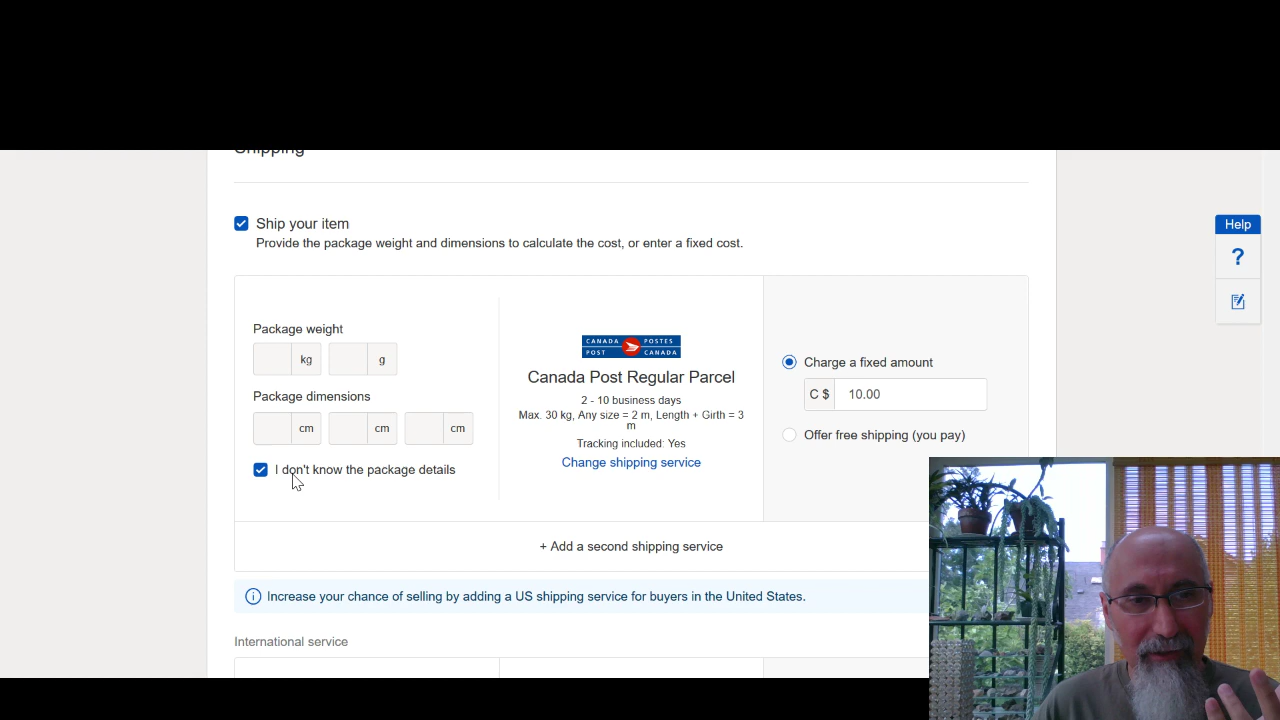 Shipping
Ship your item
Provide the package weight and dimensions to calculate the cost, or enter a fixed cost.
Package weight
kg
g
Package dimensions
cm
cm
cm
I don't know the package details
CANADA POSTES
POST CANADA
Canada Post Regular Parcel
2 - 10 business days
Max. 30 kg, Any size = 2 m, Length + Girth = 3
m
Tracking included: Yes
Change shipping service
Charge a fixed amount
C $ 10.00
Offer free shipping (you pay)
+ Add a second shipping service
Increase your chance of selling by adding a US shipping service for buyers in the United States.
International service
Help
?